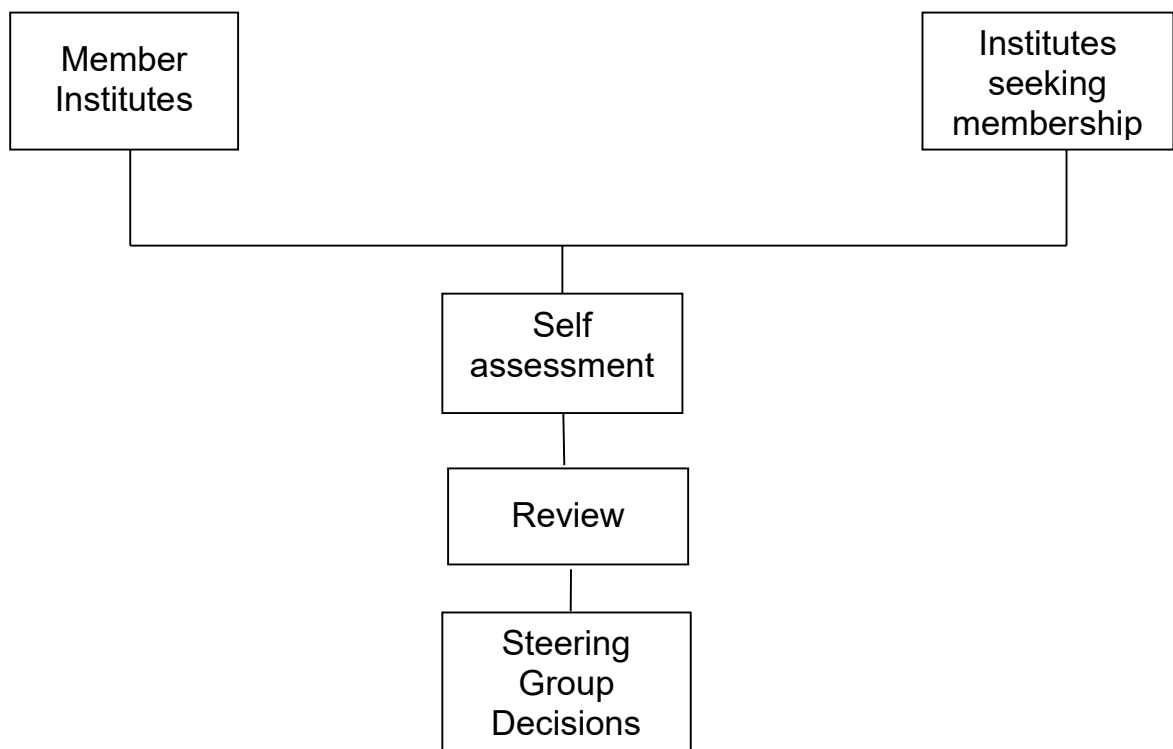 Member
Institutes
Institutes
seeking
membership
Self
assessment
Review
Steering
Group
Decisions